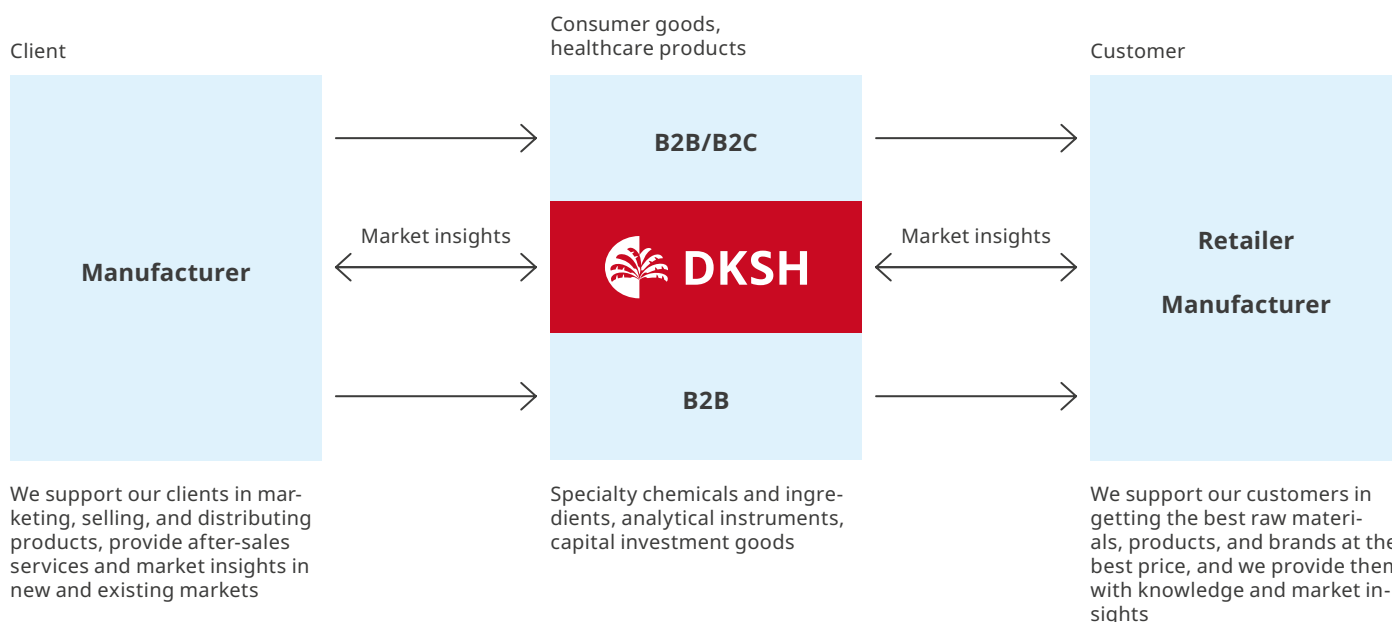 Client
Manufacturer
We support our clients in mar-
keting, selling, and distributing
products, provide after-sales
services and market insights in
new and existing markets
Market insights
Consumer goods,
healthcare products
B2B/B2C
DKSH
B2B
Specialty chemicals and ingre-
dients, analytical instruments,
capital investment goods
Market insights
Customer
Retailer
Manufacturer
We support our customers in
getting the best raw materi-
als, products, and brands at the
best price, and we provide them
with knowledge and market in-
sights